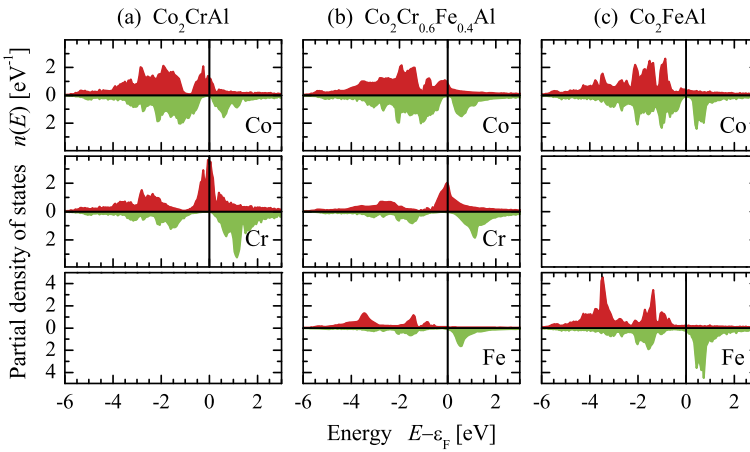 (a) Co₂CrAl (b) Co₂Cr₀.₆Fe₀.₄Al (c) Co₂FeAl
Partial density of states n(E) [eV⁻¹]
2
0
2
Co Co Co
2
0
2
Cr Cr
4
2
0
2
4
Fe Fe
-6 -4 -2 0 2 -6 -4 -2 0 2 -6 -4 -2 0 2
Energy E–ε_F [eV]